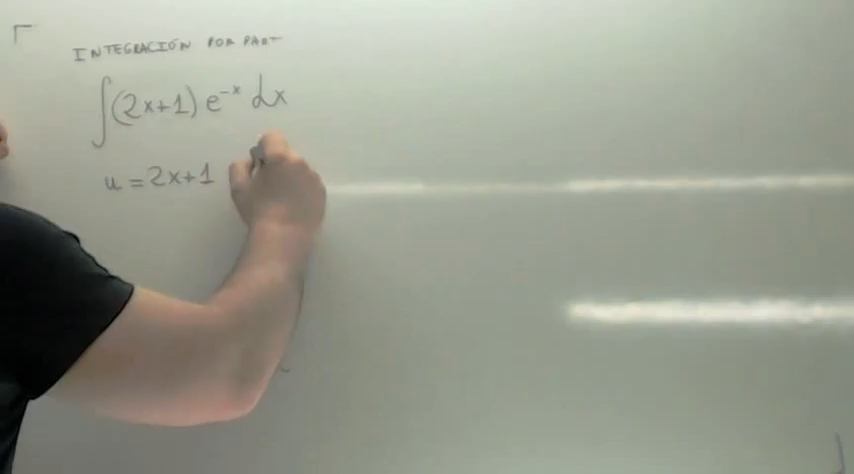 INTEGRACIÓN POR PART
∫(2x+1) e^{-x} dx
u = 2x+1